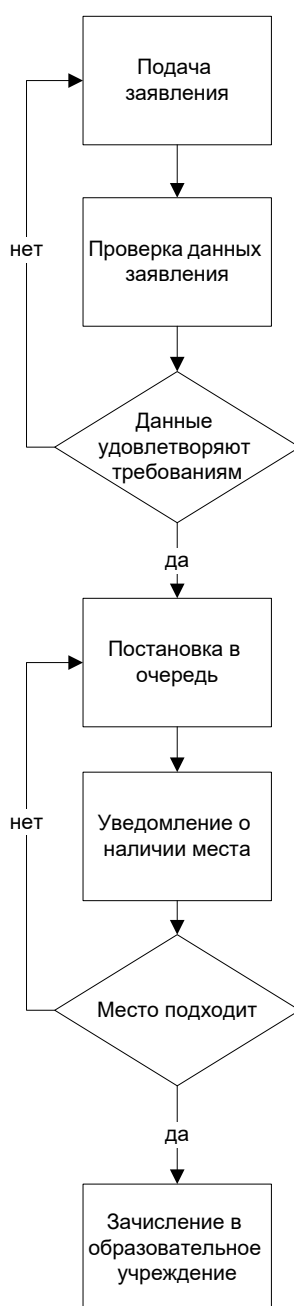 Подача
заявления
нет
Проверка данных
заявления
Данные
удовлетворяют
требованиям
да
Постановка в
очередь
нет
Уведомление о
наличии места
Место подходит
да
Зачисление в
образовательное
учреждение